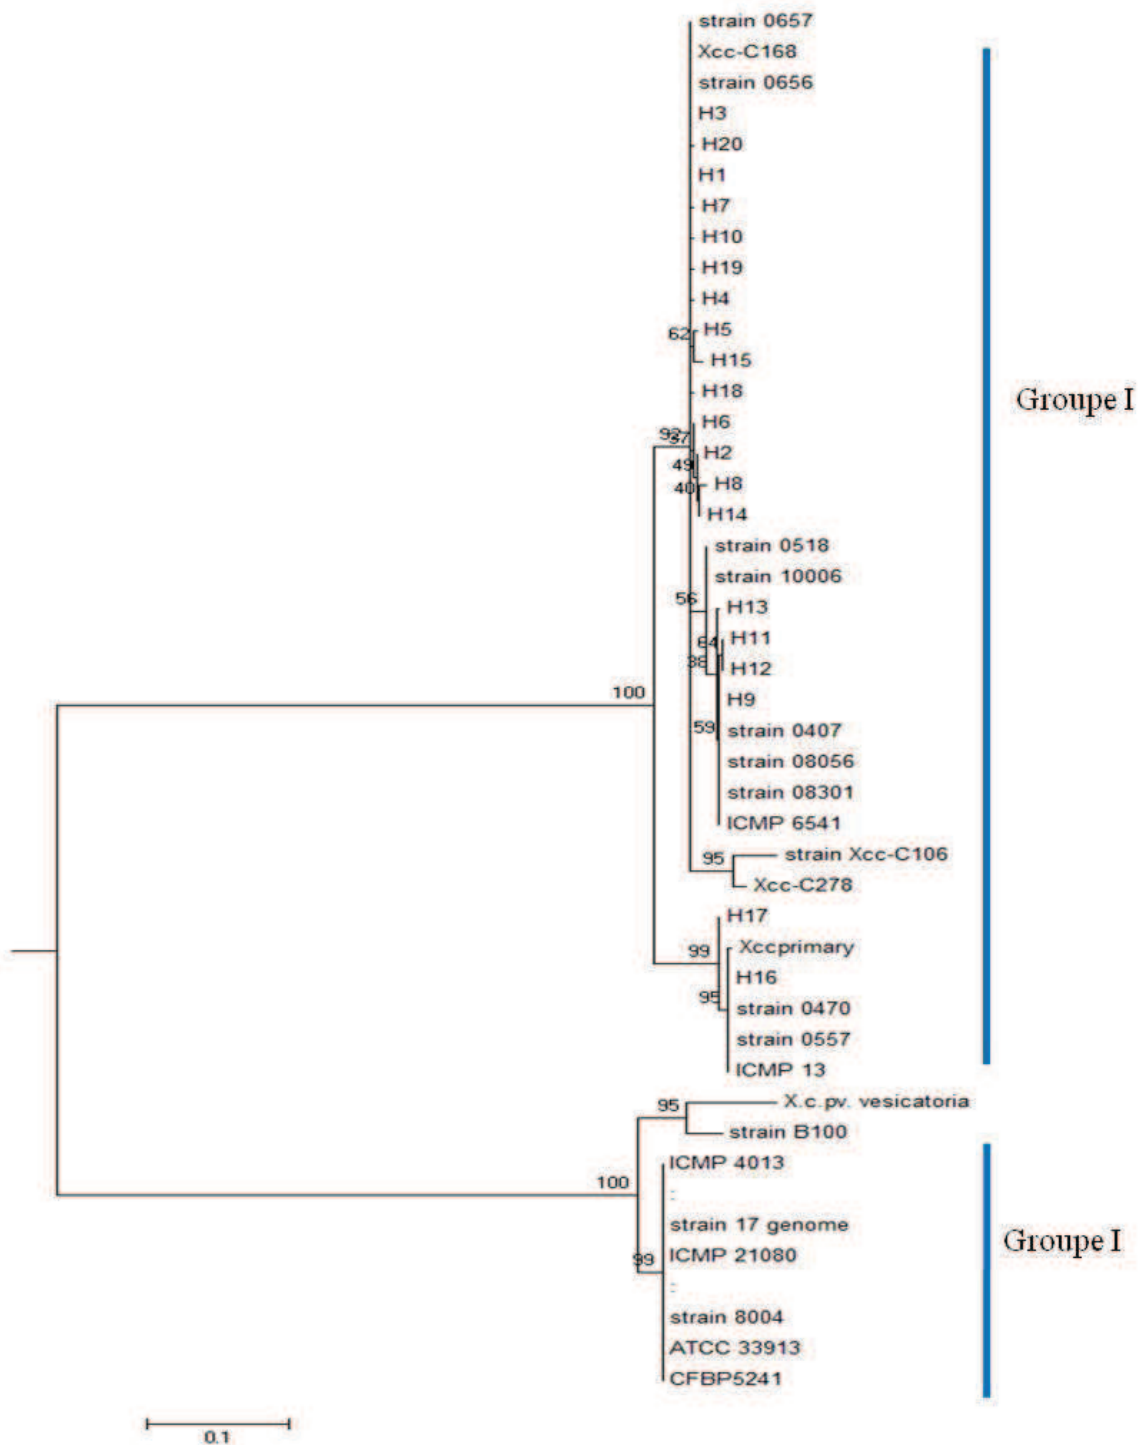 strain 0657
Xcc-C168
strain 0656
H3
H20
H1
H7
H10
H19
H4
62
H5
H15
H18
Groupe I
H6
H2
49
H8
40
H14
strain 0518
strain 10006
56
H13
64
H11
38
H12
100
H9
59
strain 0407
strain 08056
strain 08301
ICMP 6541
95
strain Xcc-C106
Xcc-C278
H17
99
Xccprimary
H16
95
strain 0470
strain 0557
ICMP 13
95
X.c.pv. vesicatoria
strain B100
ICMP 4013
100
:
strain 17 genome
Groupe I
99
ICMP 21080
:
strain 8004
ATCC 33913
CFBP5241
0.1